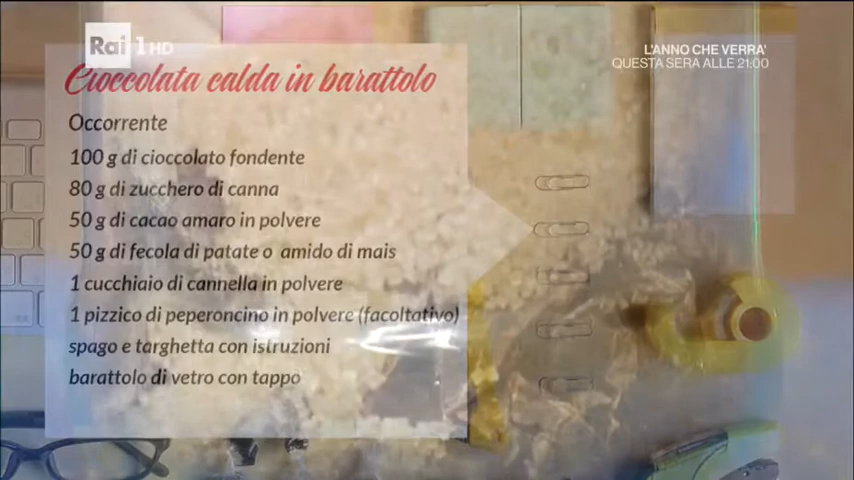 Rai 1 HD
L'ANNO CHE VERRA'
QUESTA SERA ALLE 21:00
Cioccolata calda in barattolo
Occorrente
100 g di cioccolato fondente
80 g di zucchero di canna
50 g di cacao amaro in polvere
50 g di fecola di patate o amido di mais
1 cucchiaio di cannella in polvere
1 pizzico di peperoncino in polvere (facoltativo)
spago e targhetta con istruzioni
barattolo di vetro con tappo